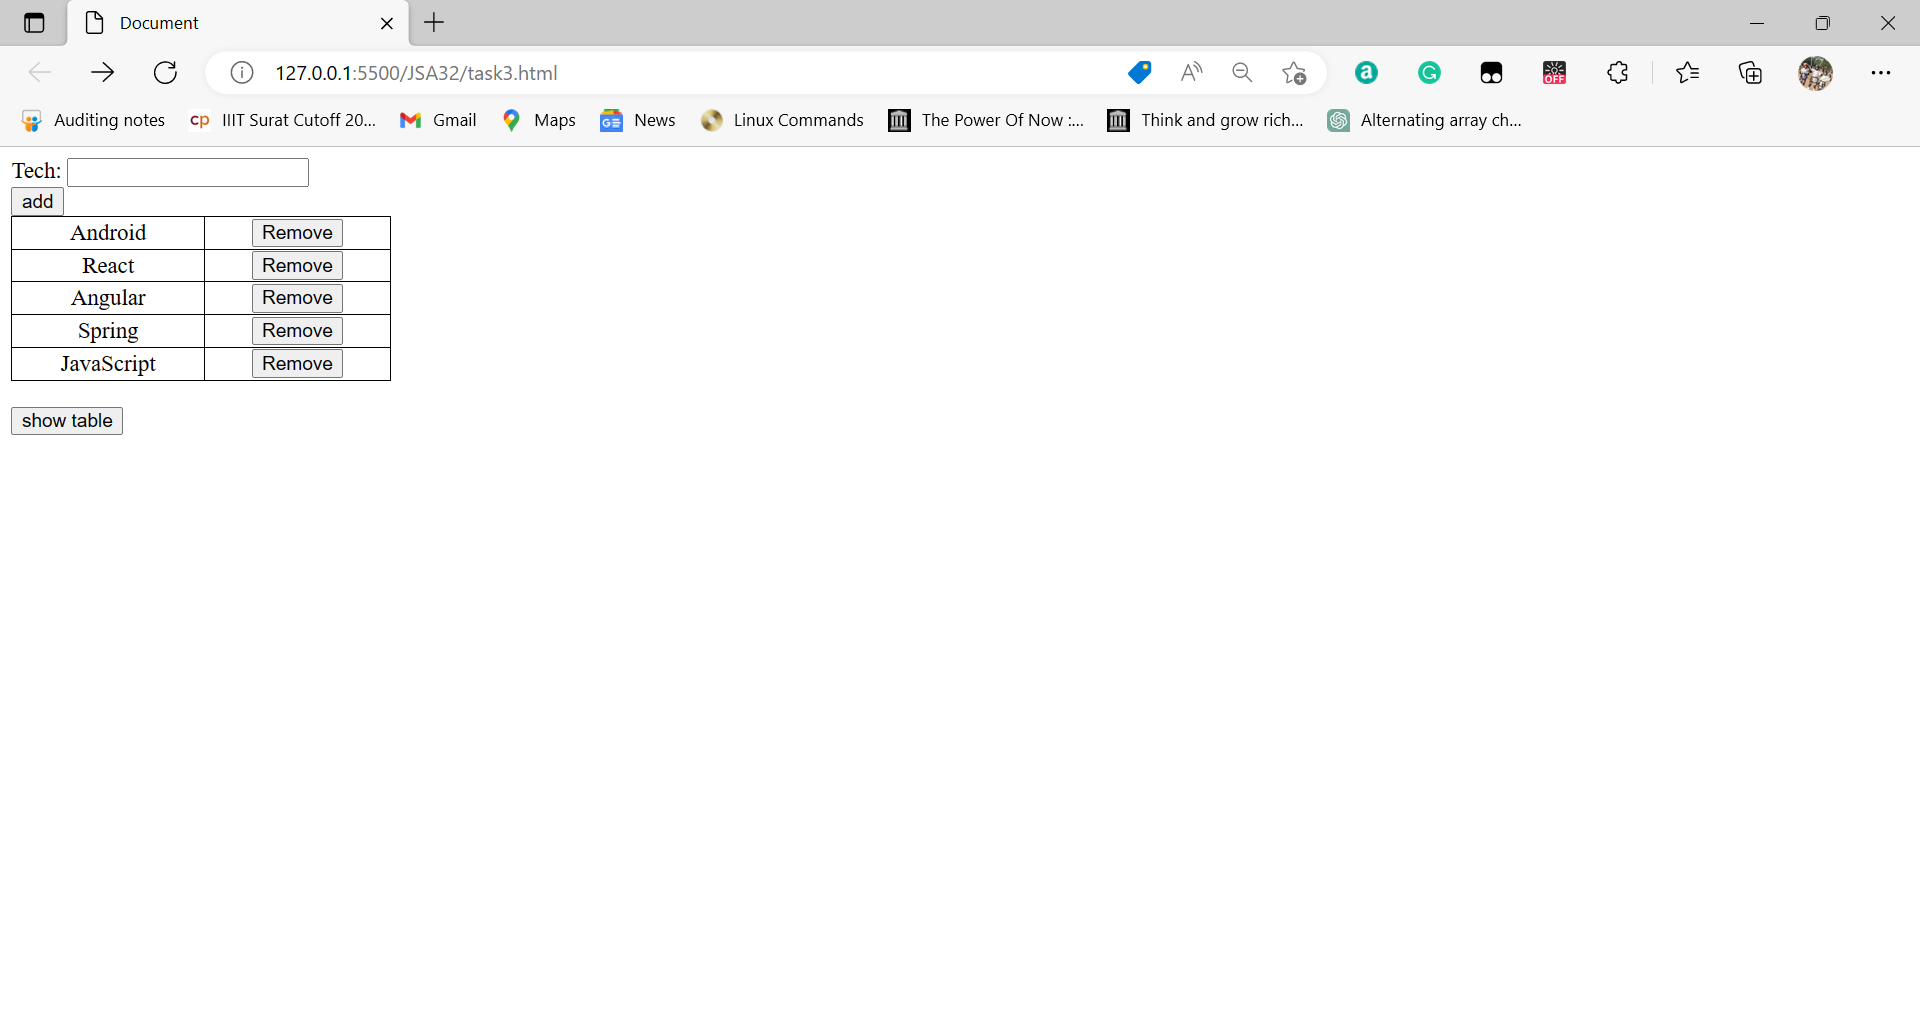 Document
127.0.0.1:5500/JSA32/task3.html
A
a
G
OFF
Auditing notes cp IIIT Surat Cutoff 20... Gmail Maps GE News Linux Commands The Power Of Now :... Think and grow rich... Alternating array ch...
Tech:
add
Android Remove
React Remove
Angular Remove
Spring Remove
JavaScript Remove
show table